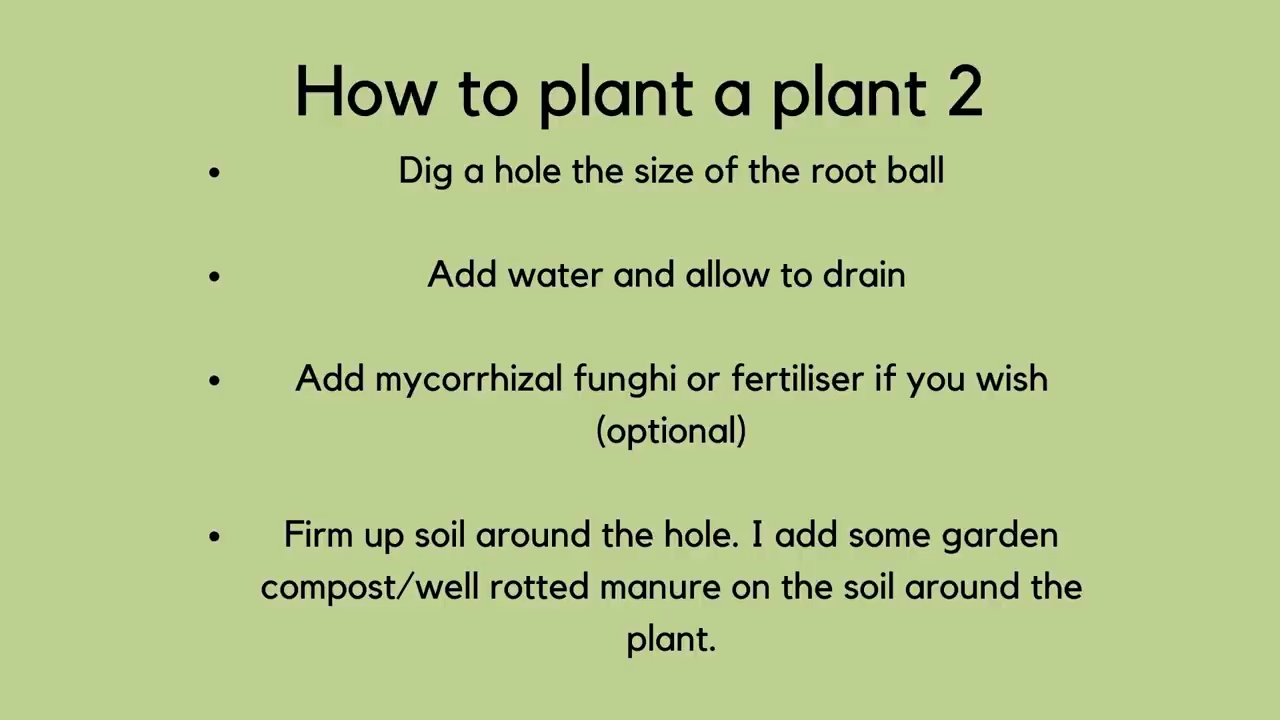 How to plant a plant 2
• Dig a hole the size of the root ball
• Add water and allow to drain
• Add mycorrhizal funghi or fertiliser if you wish
(optional)
• Firm up soil around the hole. I add some garden
compost/well rotted manure on the soil around the
plant.